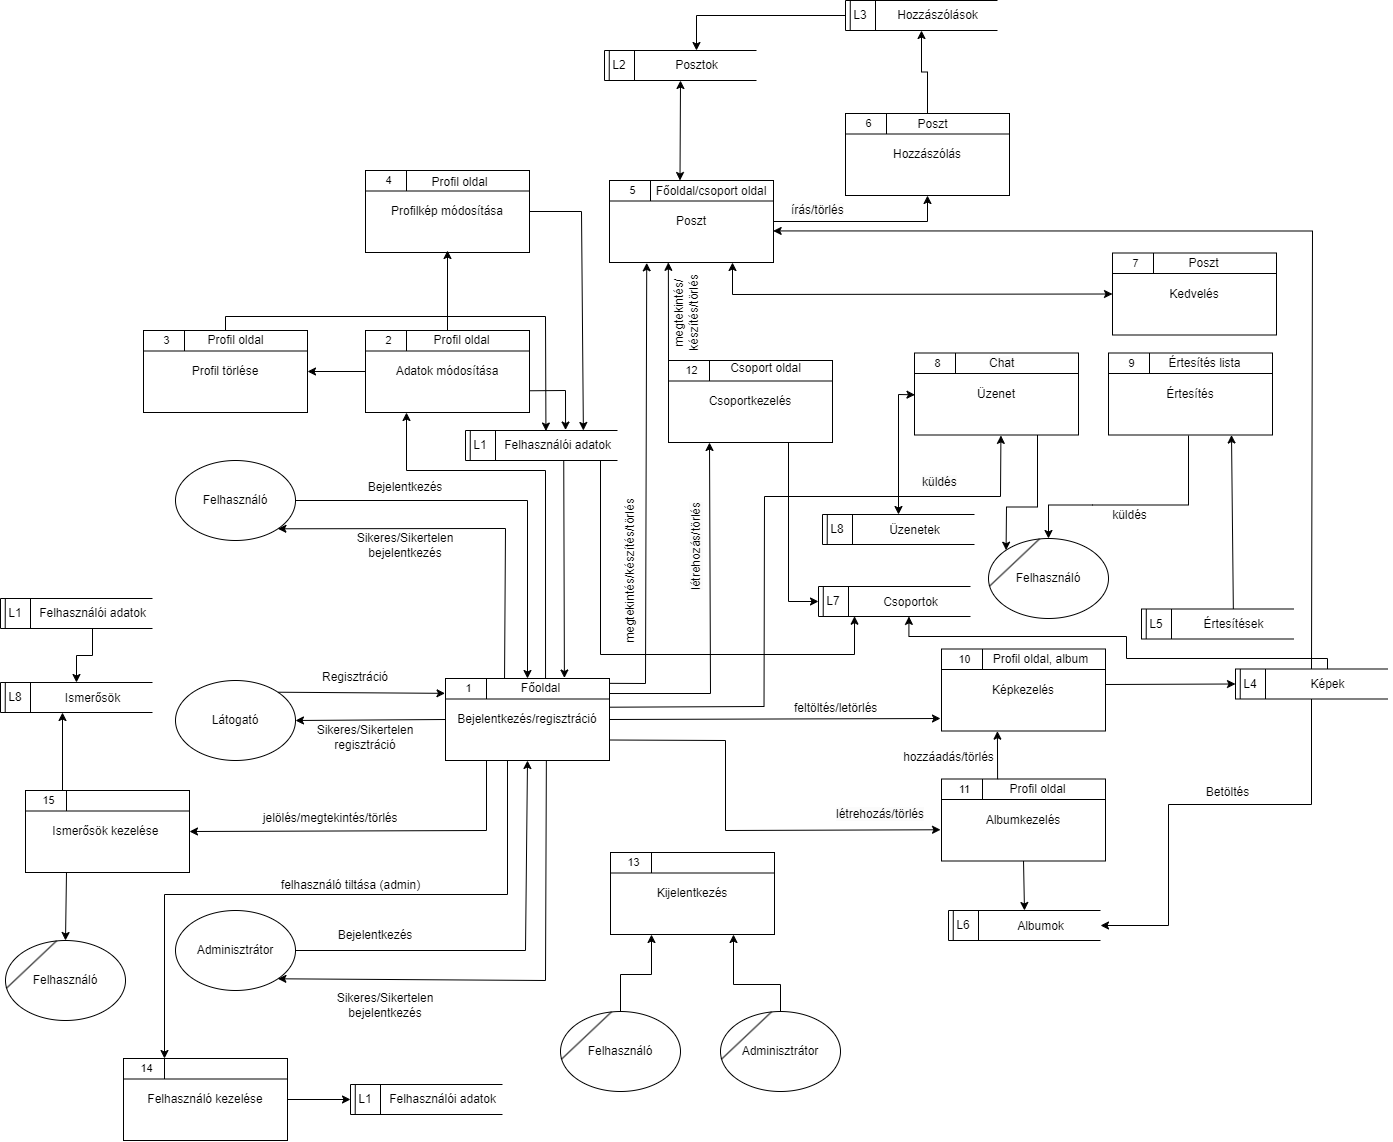 L3 Hozzászólások
L2 Posztok
6 Poszt
Hozzászólás
4 Profil oldal
Profilkép módosítása
5 Főoldal/csoport oldal
Poszt
írás/törlés
7 Poszt
Kedvelés
megtekintés/
készítés/törlés
3 Profil oldal
Profil törlése
2 Profil oldal
Adatok módosítása
12 Csoport oldal
Csoportkezelés
8 Chat
Üzenet
9 Értesítés lista
Értesítés
L1 Felhasználói adatok
Felhasználó
Bejelentkezés
Sikeres/Sikertelen
bejelentkezés
megtekintés/készítés/törlés
létrehozás/törlés
küldés
küldés
L8 Üzenetek
Felhasználó
L1 Felhasználói adatok
L7 Csoportok
L5 Értesítések
L8 Ismerősök
Látogató
Regisztráció
Sikeres/Sikertelen
regisztráció
1 Főoldal
Bejelentkezés/regisztráció
feltöltés/letörlés
10 Profil oldal, album
Képkezelés
L4 Képek
hozzáadás/törlés
15
Ismerősök kezelése
jelölés/megtekintés/törlés
létrehozás/törlés
11 Profil oldal
Albumkezelés
Betöltés
felhasználó tiltása (admin)
13
Kijelentkezés
L6 Albumok
Felhasználó
Adminisztrátor
Bejelentkezés
Sikeres/Sikertelen
bejelentkezés
Felhasználó
Adminisztrátor
14
Felhasználó kezelése
L1 Felhasználói adatok